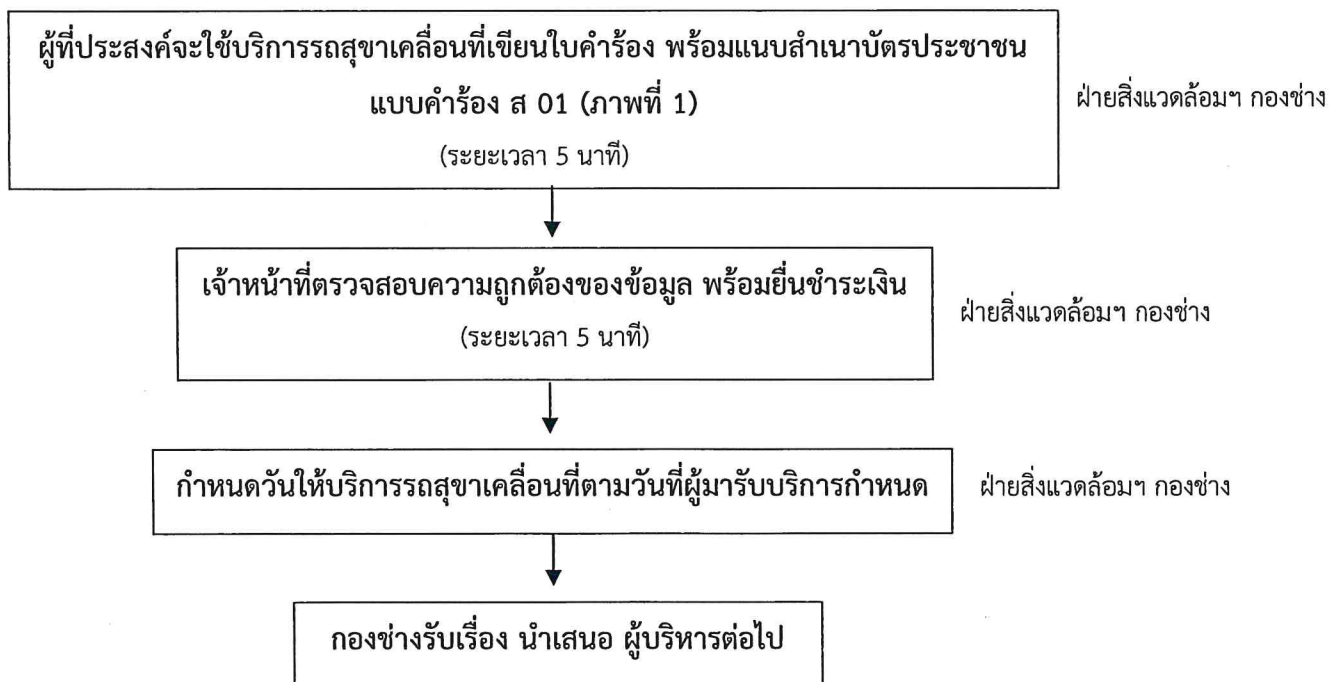 ผู้ที่ประสงค์จะใช้บริการรถสุขาเคลื่อนที่เขียนใบคำร้อง พร้อมแนบสำเนาบัตรประชาชน
แบบคำร้อง ส 01 (ภาพที่ 1)
(ระยะเวลา 5 นาที)
ฝ่ายสิ่งแวดล้อมฯ กองช่าง
เจ้าหน้าที่ตรวจสอบความถูกต้องของข้อมูล พร้อมยื่นชำระเงิน
(ระยะเวลา 5 นาที)
ฝ่ายสิ่งแวดล้อมฯ กองช่าง
กำหนดวันให้บริการรถสุขาเคลื่อนที่ตามวันที่ผู้มารับบริการกำหนด
ฝ่ายสิ่งแวดล้อมฯ กองช่าง
กองช่างรับเรื่อง นำเสนอ ผู้บริหารต่อไป